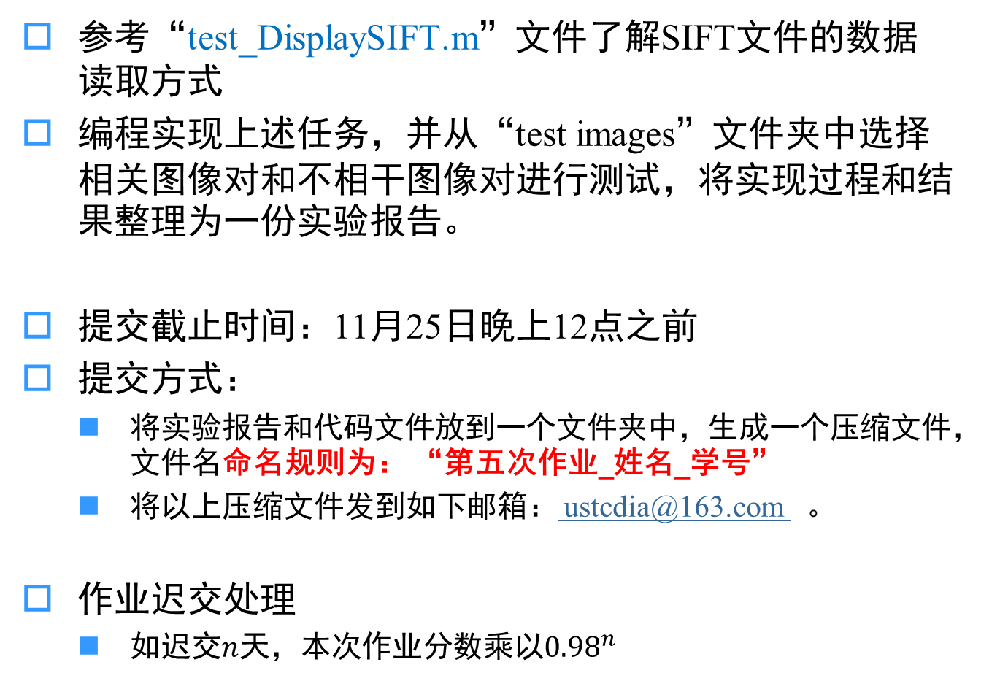 参考“test_DisplaySIFT.m”文件了解SIFT文件的数据
读取方式
编程实现上述任务，并从“test images”文件夹中选择
相关图像对和不相干图像对进行测试，将实现过程和结
果整理为一份实验报告。
提交截止时间：11月25日晚上12点之前
提交方式：
将实验报告和代码文件放到一个文件夹中，生成一个压缩文件，
文件名命名规则为：“第五次作业_姓名_学号”
将以上压缩文件发到如下邮箱：ustcdia@163.com 。
作业迟交处理
如迟交n天，本次作业分数乘以0.98ⁿ